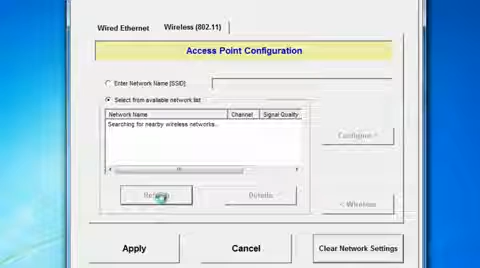 Wired Ethernet
Wireless (802.11)
Access Point Configuration
Enter Network Name [SSID]
Select from available network list
Network Name Channel Signal Quality
Searching for nearby wireless networks...
Configure >
Details
< Wireless
Apply
Cancel
Clear Network Settings